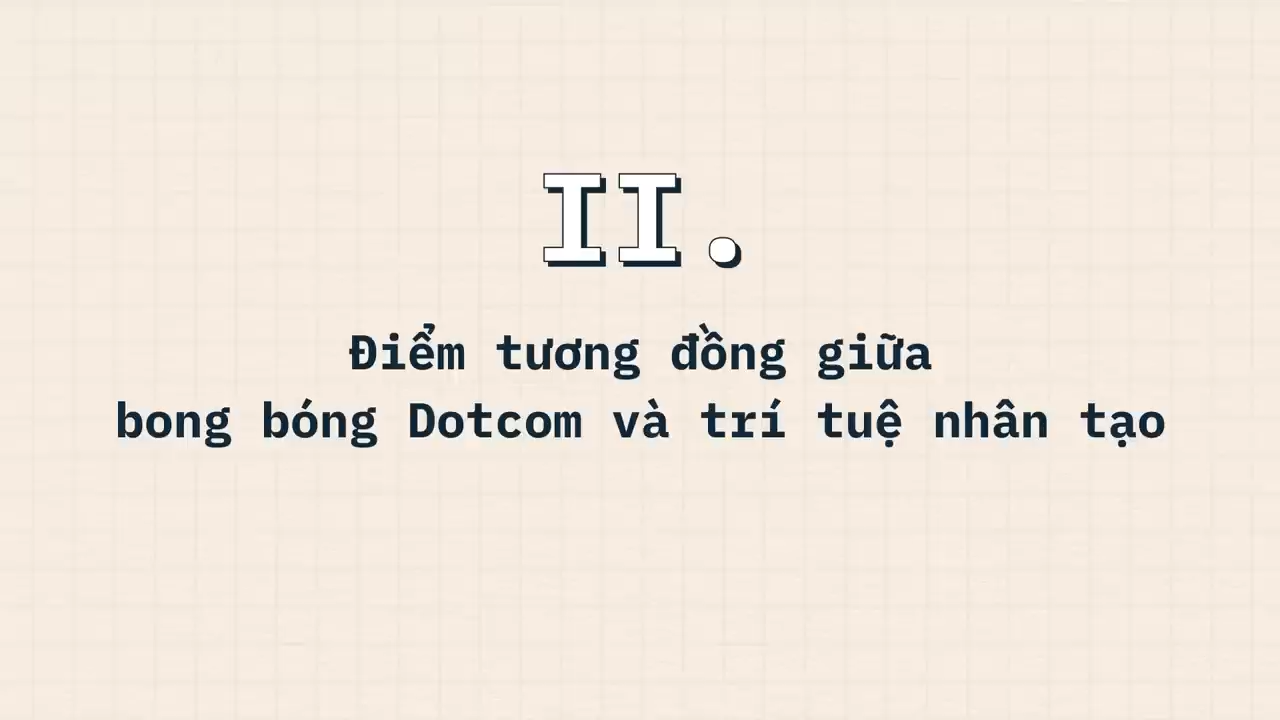 II.
Điểm tương đồng giữa
bong bóng Dotcom và trí tuệ nhân tạo